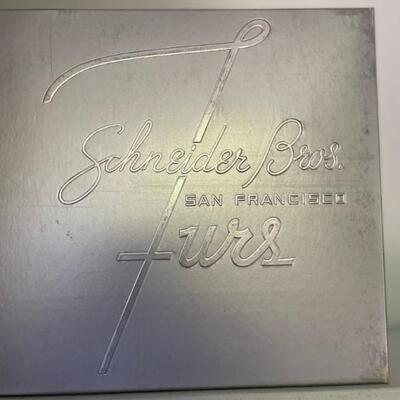 Schneider Bros.
SAN FRANCISCO
Furs